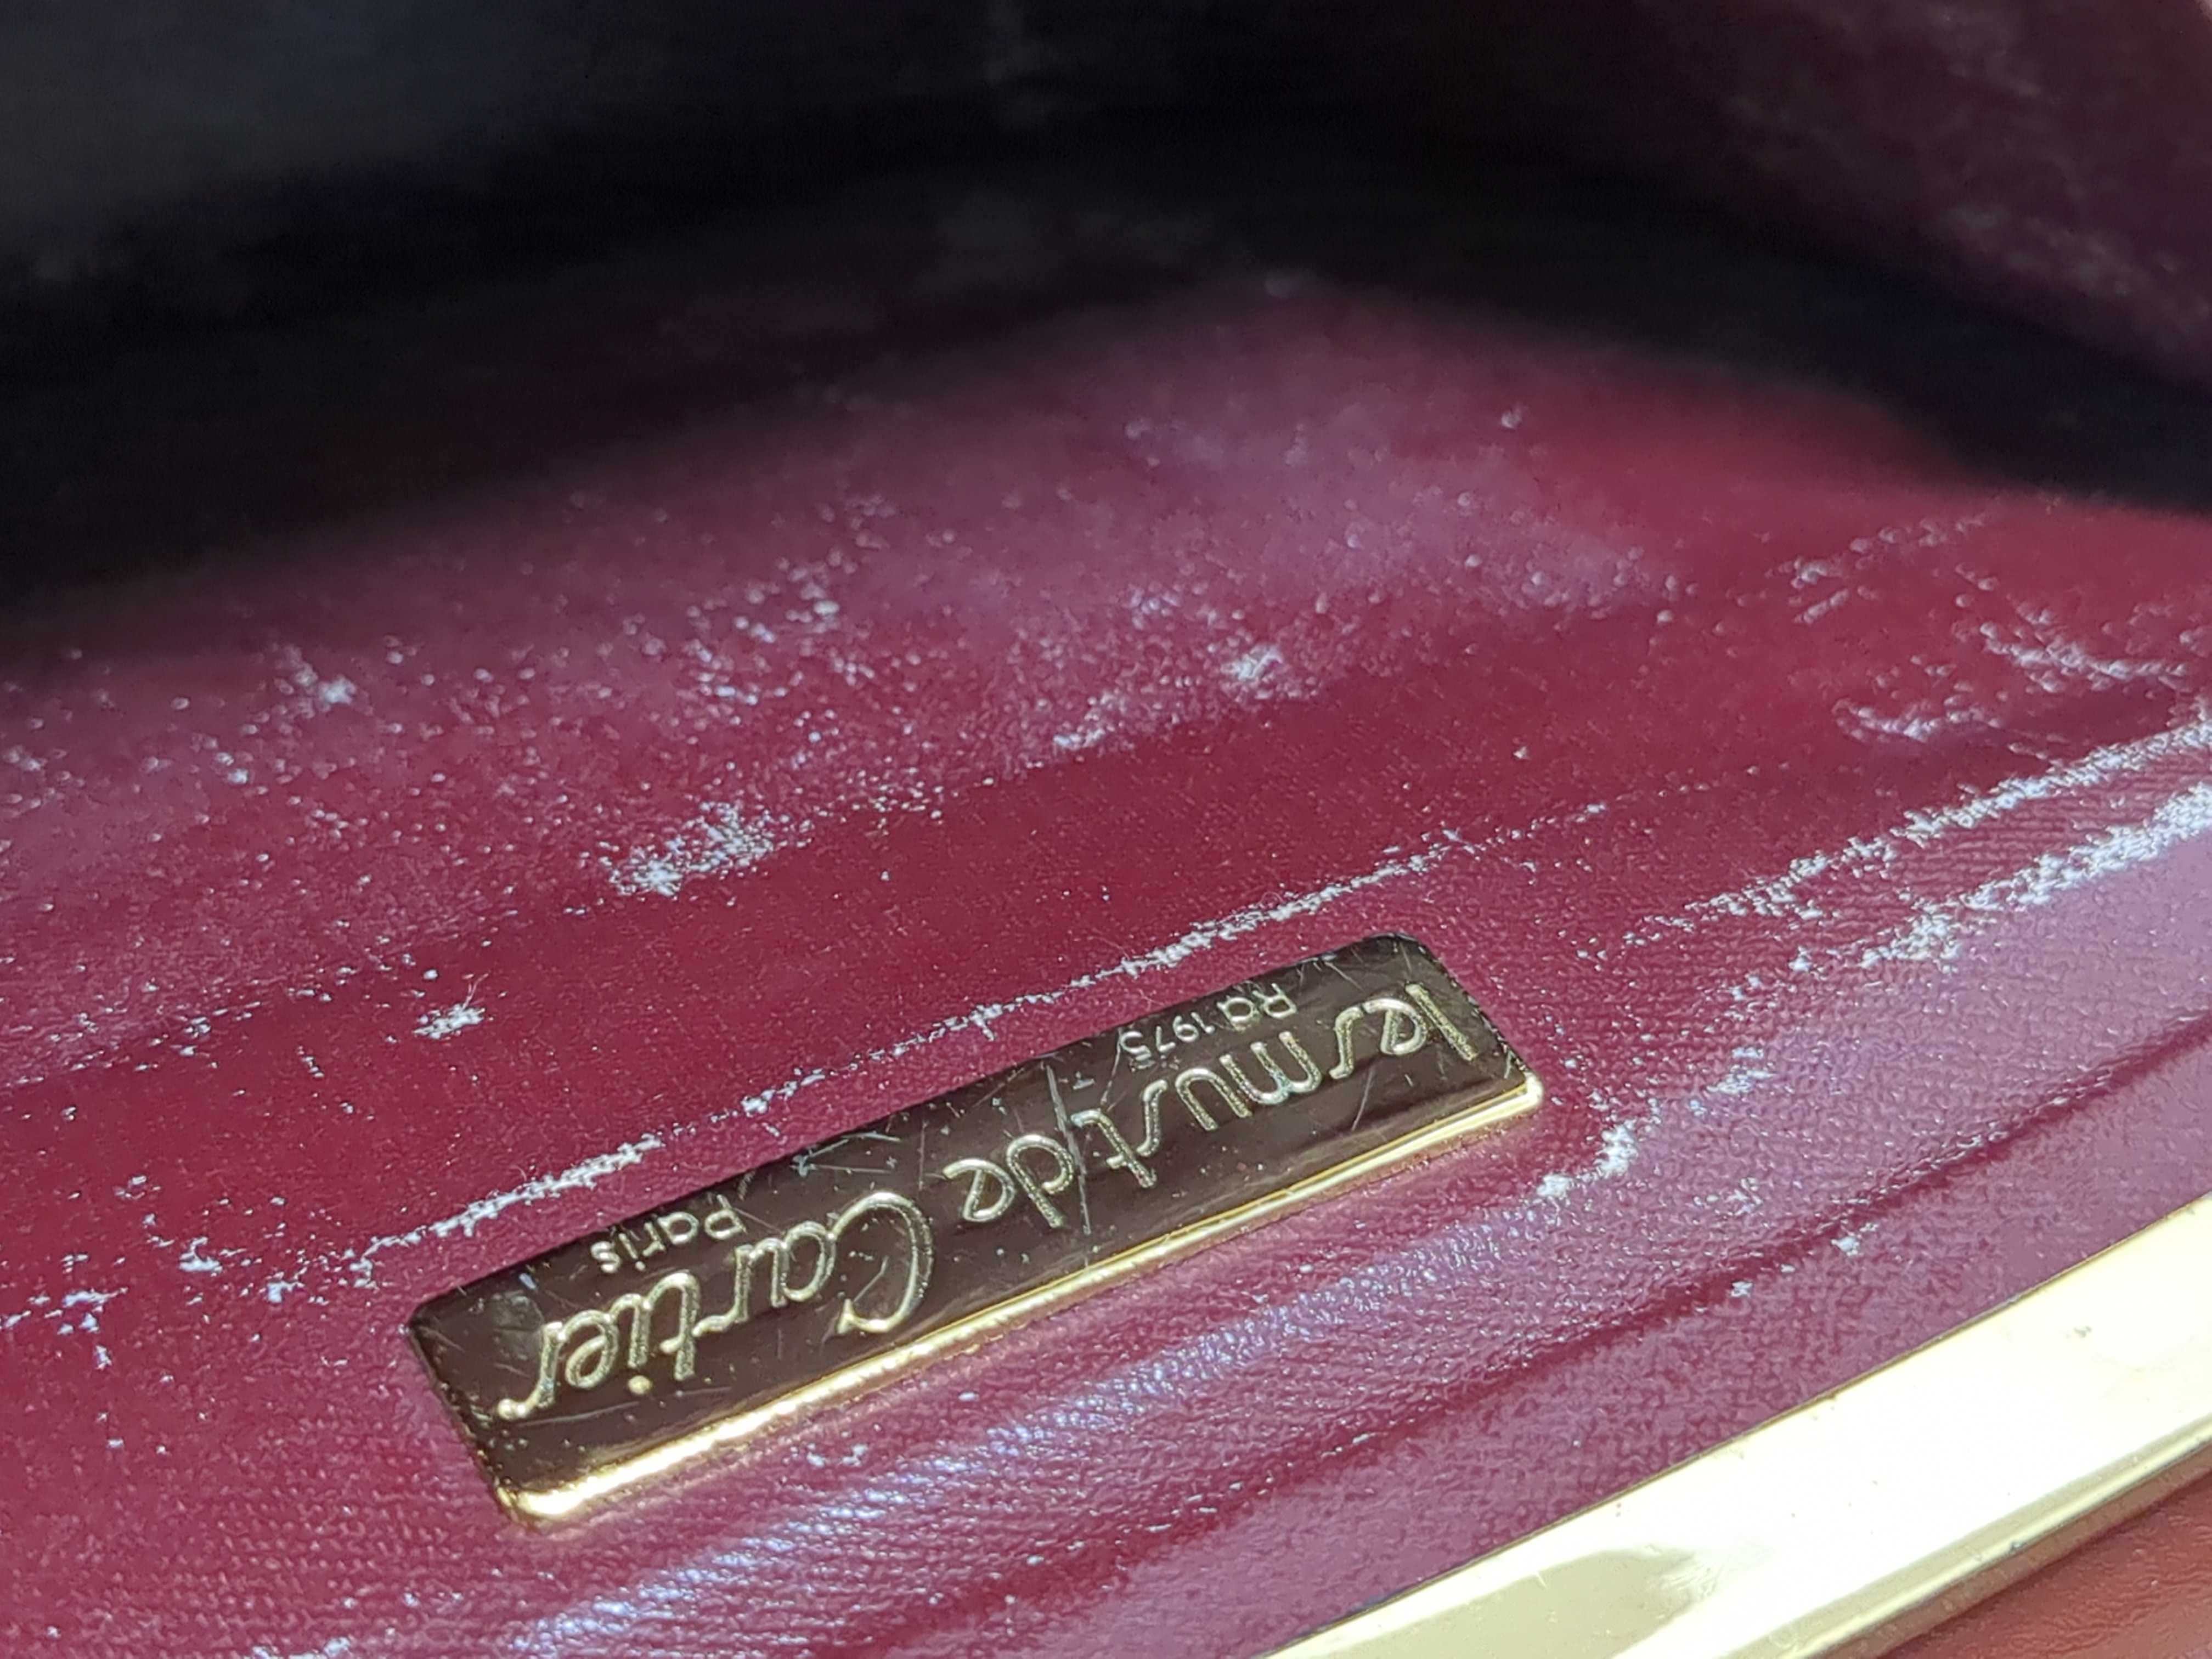 les must de Cartier
Rd 1975 Paris